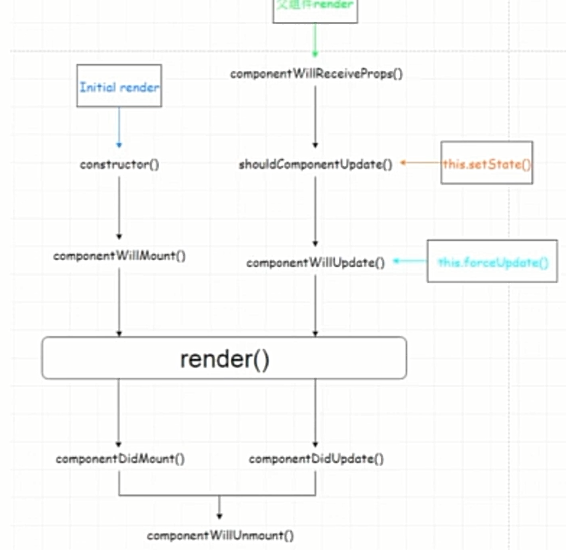 父组件render
componentWillReceiveProps()
Initial render
constructor()
shouldComponentUpdate()
this.setState()
componentWillMount()
componentWillUpdate()
this.forceUpdate()
render()
componentDidMount()
componentDidUpdate()
componentWillUnmount()